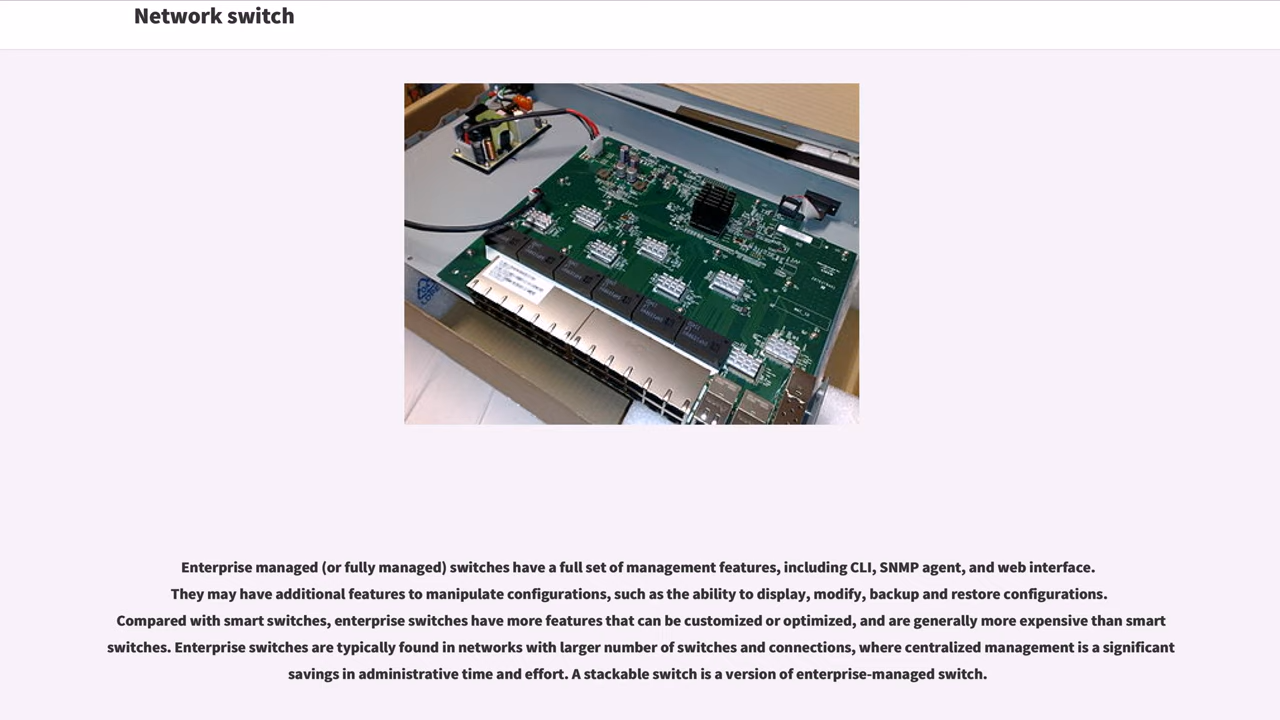 Network switch
Enterprise managed (or fully managed) switches have a full set of management features, including CLI, SNMP agent, and web interface.
They may have additional features to manipulate configurations, such as the ability to display, modify, backup and restore configurations.
Compared with smart switches, enterprise switches have more features that can be customized or optimized, and are generally more expensive than smart
switches. Enterprise switches are typically found in networks with larger number of switches and connections, where centralized management is a significant
savings in administrative time and effort. A stackable switch is a version of enterprise-managed switch.